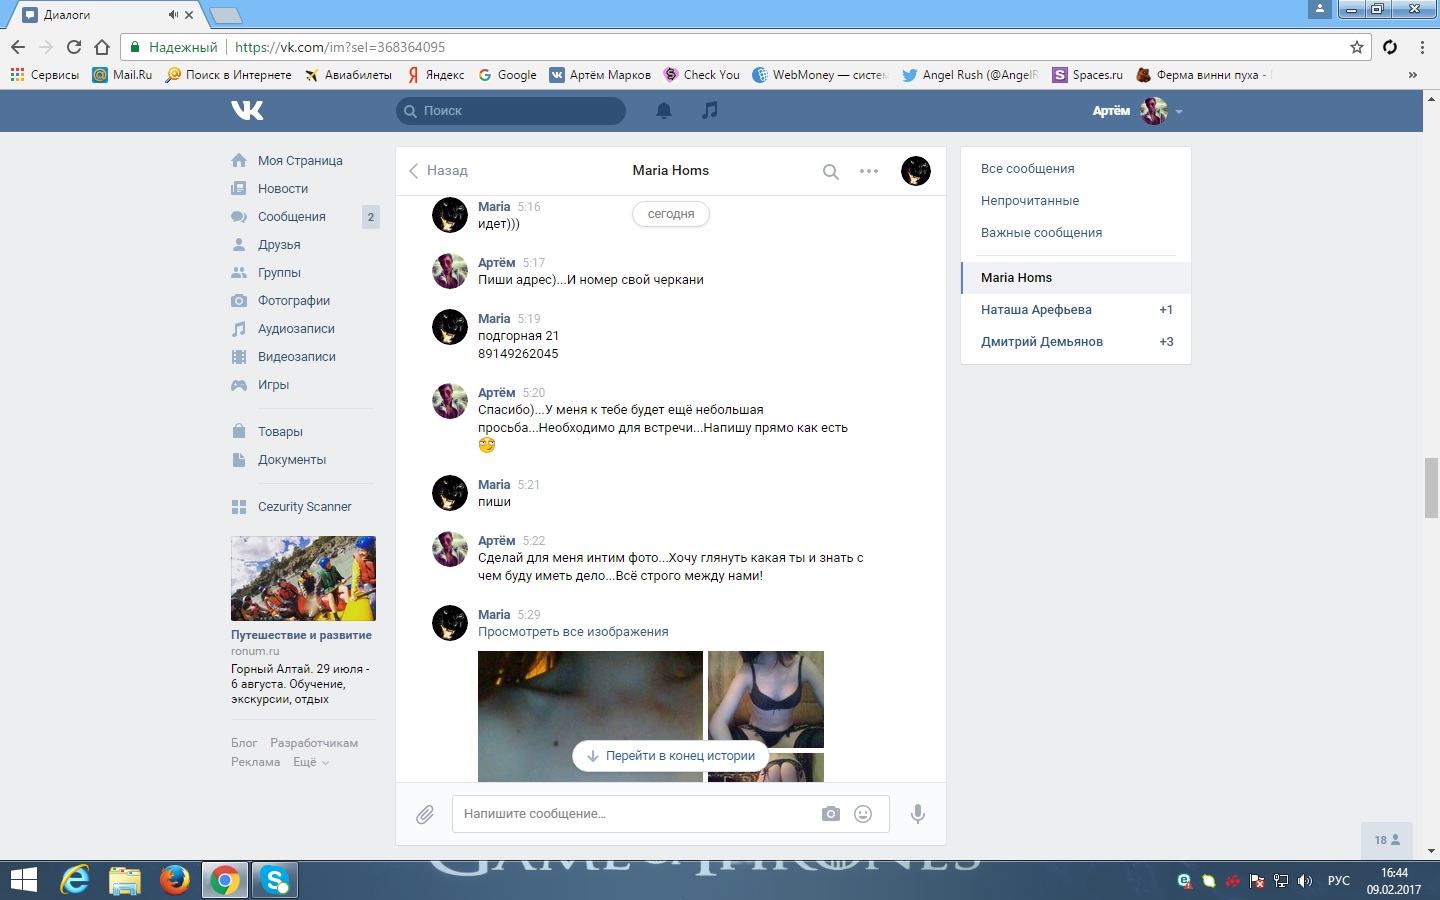 Диалоги
Надежный
https://vk.com/im?sel=368364095
Сервисы
Mail.Ru
Поиск в Интернете
Авиабилеты
Яндекс
Google
Артём Марков
Check You
WebMoney — систем
Angel Rush (@AngelR
Spaces.ru
Ферма винни пуха -
»
Поиск
Артём
Моя Страница
Новости
Сообщения 2
Друзья
Группы
Фотографии
Аудиозаписи
Видеозаписи
Игры
Товары
Документы
Cezurity Scanner
Путешествие и развитие
ronum.ru
Горный Алтай. 29 июля -
6 августа. Обучение,
экскурсии, отдых
Блог Разработчикам
Реклама Ещё
Назад
Maria Homs
сегодня
Maria 5:16
идет)))
Артём 5:17
Пиши адрес)...И номер свой черкани
Maria 5:19
подгорная 21
89149262045
Артём 5:20
Спасибо)...У меня к тебе будет ещё небольшая
просьба...Необходимо для встречи...Напишу прямо как есть
Maria 5:21
пиши
Артём 5:22
Сделай для меня интим фото...Хочу глянуть какая ты и знать с
чем буду иметь дело...Всё строго между нами!
Maria 5:29
Просмотреть все изображения
Перейти в конец истории
Напишите сообщение...
Все сообщения
Непрочитанные
Важные сообщения
Maria Homs
Наташа Арефьева +1
Дмитрий Демьянов +3
18
GAME OF THRONES
РУС
16:44
09.02.2017